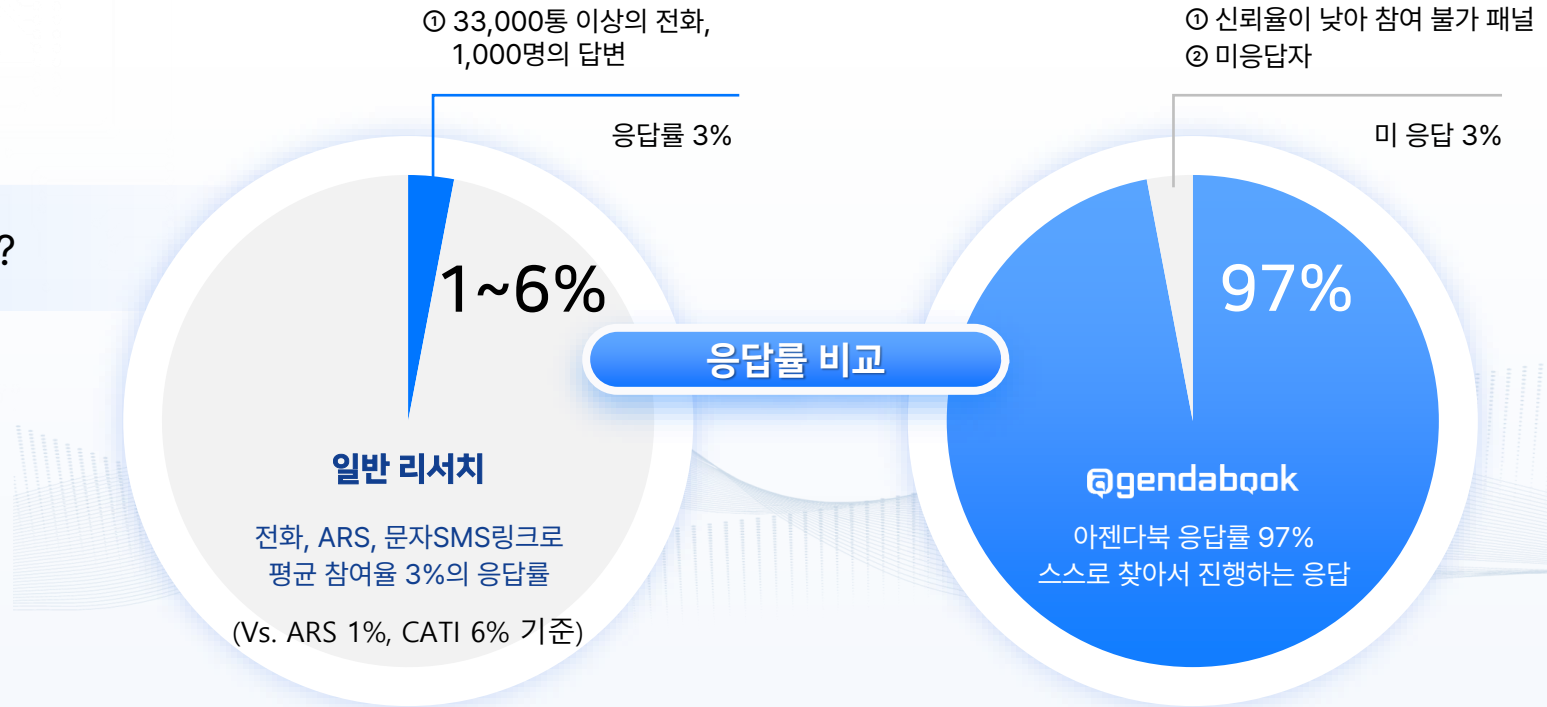 ① 33,000통 이상의 전화,
1,000명의 답변
응답률 3%
?
1~6%
일반 리서치
전화, ARS, 문자SMS링크로
평균 참여율 3%의 응답률
(Vs. ARS 1%, CATI 6% 기준)
응답률 비교
① 신뢰율이 낮아 참여 불가 패널
② 미응답자
미 응답 3%
97%
@gendabook
아젠다북 응답률 97%
스스로 찾아서 진행하는 응답